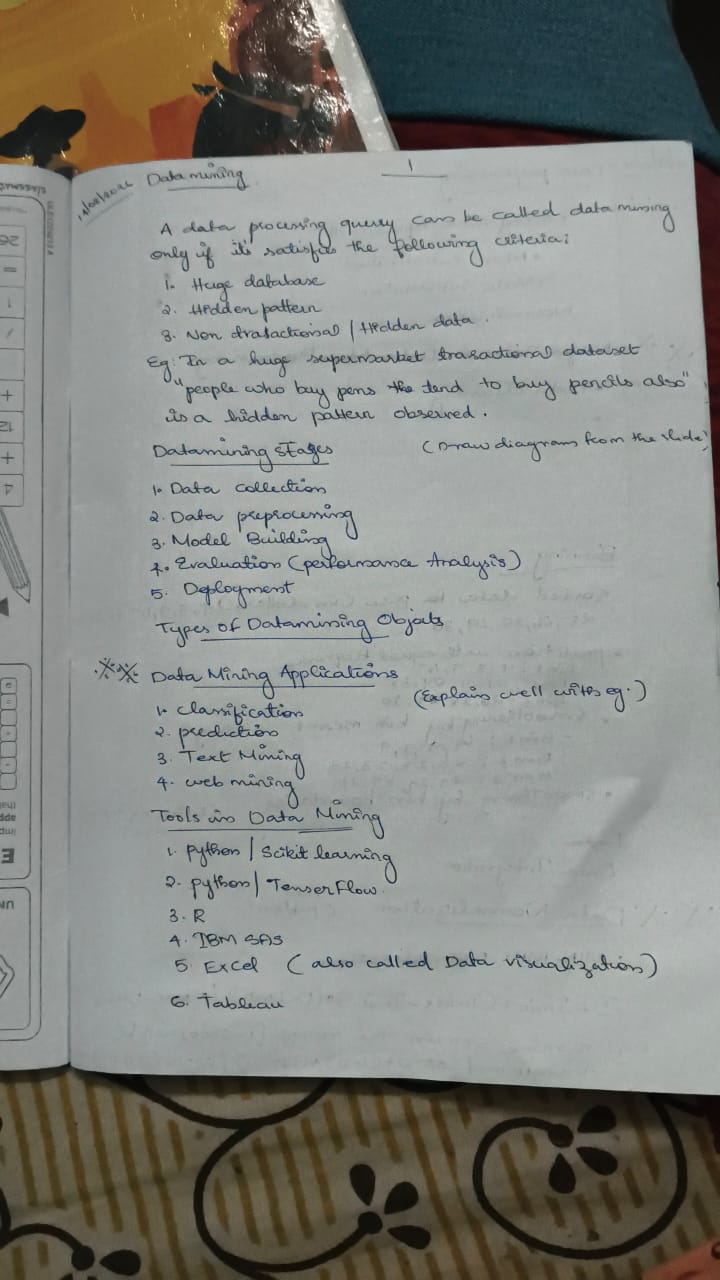 Data mining
1
A data processing query can be called data mining
only if it's satisfies the following criteria:
1. Huge database
2. Hidden pattern
3. Non trasactional / Hidden data.
Eg: In a huge supermarket trasactional dataset
"people who buy pens the tend to buy pencils also"
is a hidden pattern observed.
Datamining stages (Draw diagram from the slide)
1. Data collection
2. Data preprocessing
3. Model Building
4. Evaluation (performance Analysis)
5. Deployment
Types of Datamining Objects
※※ Data Mining Applications
(Explain well with eg.)
1. classification
2. prediction
3. Text Mining
4. web mining
Tools in Data Mining
1. python / Scikit learning
2. python / TenserFlow.
3. R
4. IBM SAS
5. Excel (also called Data visualization)
6. Tableau